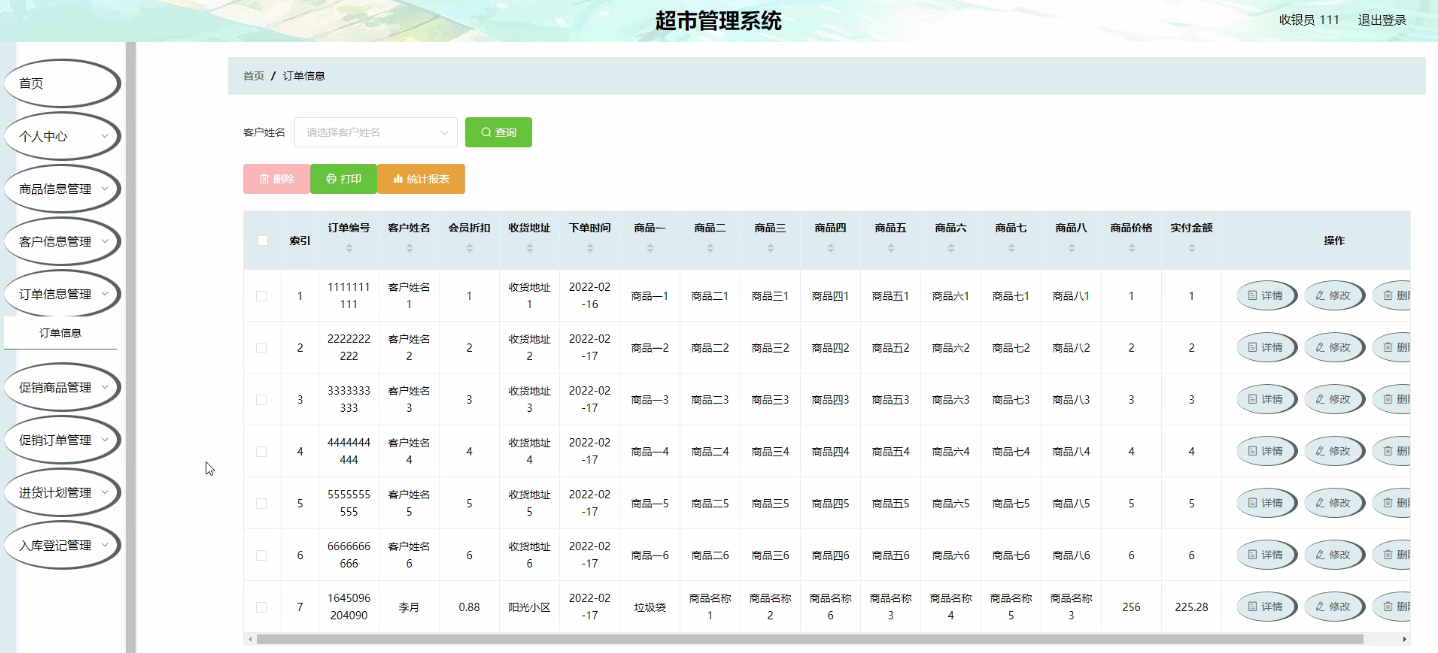 超市管理系统
收银员 111 退出登录
首页
个人中心
商品信息管理
客户信息管理
订单信息管理
订单信息
促销商品管理
促销订单管理
进货计划管理
入库登记管理
首页 / 订单信息
客户姓名 请选择客户姓名 查询
删除 打印 统计报表
索引 订单编号 客户姓名 会员折扣 收货地址 下单时间 商品一 商品二 商品三 商品四 商品五 商品六 商品七 商品八 商品价格 实付金额 操作
1 1111111111 客户姓名1 1 收货地址1 2022-02-16 商品一1 商品二1 商品三1 商品四1 商品五1 商品六1 商品七1 商品八1 1 1 详情 修改 删
2 2222222222 客户姓名2 2 收货地址2 2022-02-17 商品一2 商品二2 商品三2 商品四2 商品五2 商品六2 商品七2 商品八2 2 2 详情 修改 删
3 3333333333 客户姓名3 3 收货地址3 2022-02-17 商品一3 商品二3 商品三3 商品四3 商品五3 商品六3 商品七3 商品八3 3 3 详情 修改 删
4 4444444444 客户姓名4 4 收货地址4 2022-02-17 商品一4 商品二4 商品三4 商品四4 商品五4 商品六4 商品七4 商品八4 4 4 详情 修改 删
5 5555555555 客户姓名5 5 收货地址5 2022-02-17 商品一5 商品二5 商品三5 商品四5 商品五5 商品六5 商品七5 商品八5 5 5 详情 修改 删
6 6666666666 客户姓名6 6 收货地址6 2022-02-17 商品一6 商品二6 商品三6 商品四6 商品五6 商品六6 商品七6 商品八6 6 6 详情 修改 删
7 1645096204090 李月 0.88 阳光小区 2022-02-17 垃圾袋 商品名称1 商品名称2 商品名称6 商品名称3 商品名称4 商品名称5 商品名称3 256 225.28 详情 修改 删